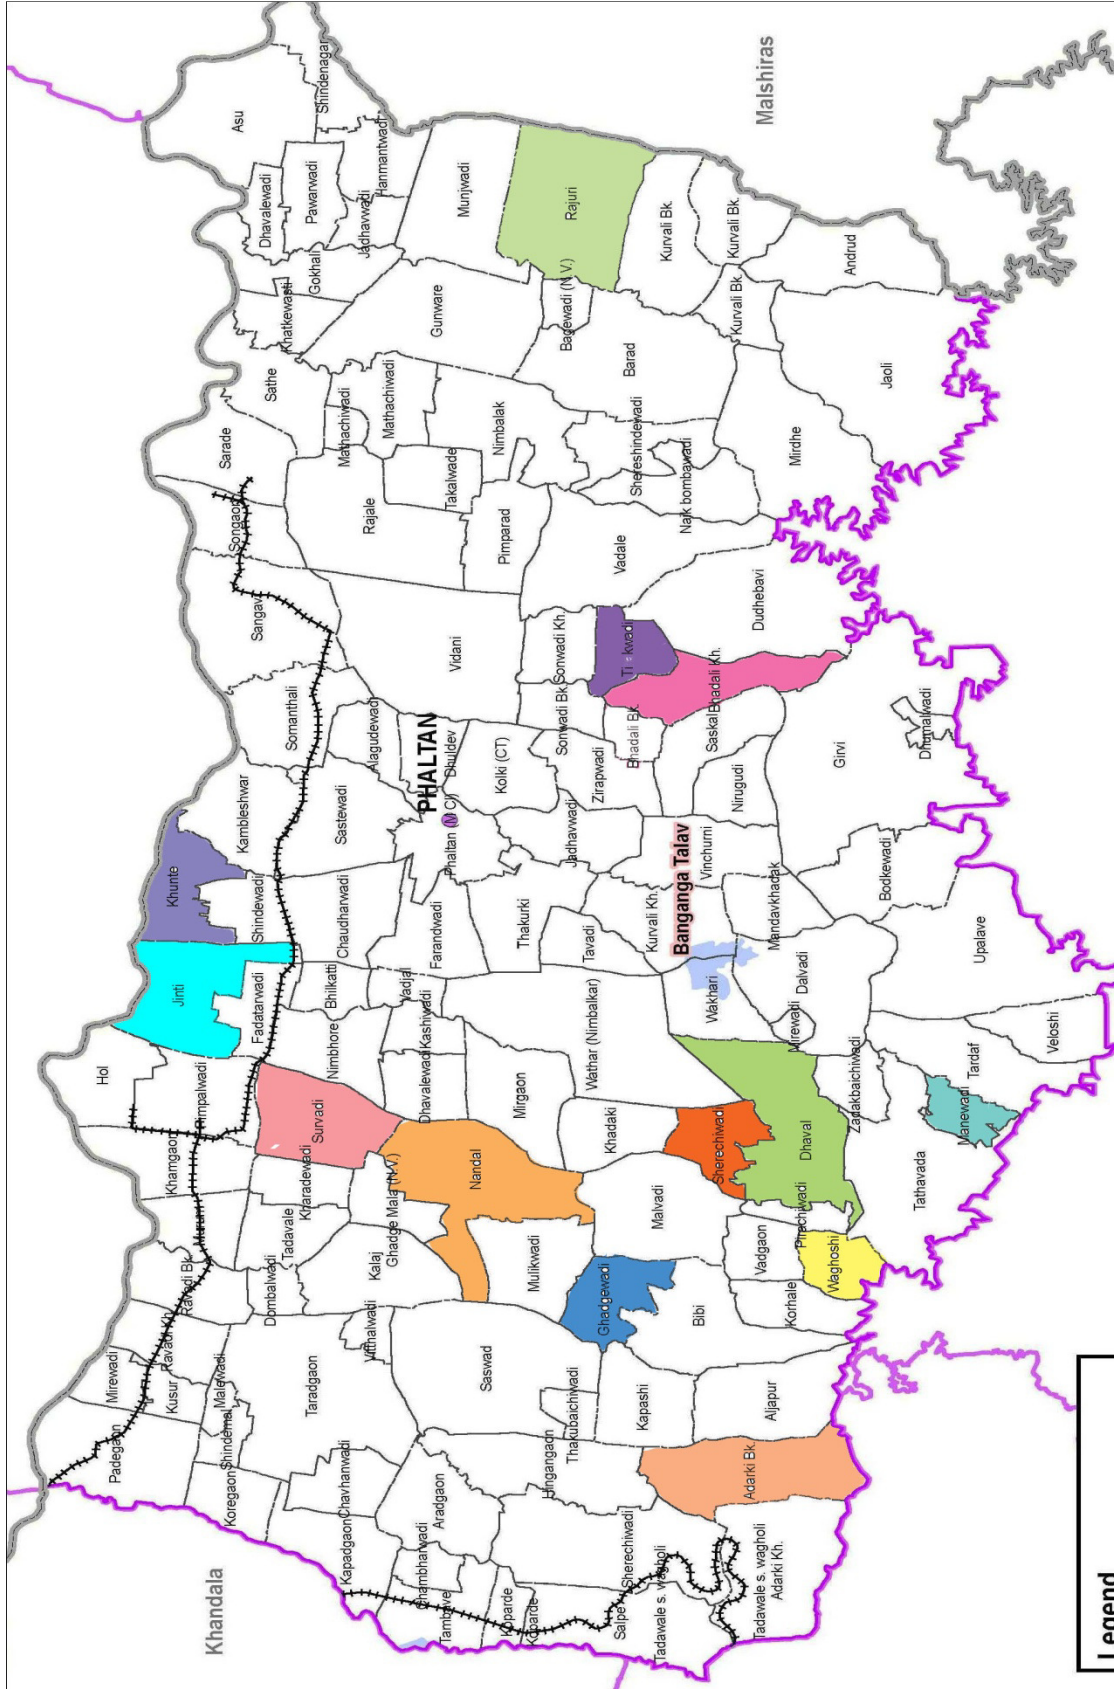 Asu
Shindenagar
Dhavalewadi
Pawarwadi
Hanmantwadi
Jadhavwadi
Gokhali
Khatkewasti
Munjwadi
Rajuri
Kurvali Bk.
Kurvali Bk.
Kurvali Bk.
Andrud
Malshiras
Sathe
Gunware
Bagewadi (N.V.)
Barad
Jaoli
Sarade
Mathachiwadi
Mathachiwadi
Nimbalak
Shereshindewadi
Mirdhe
Songaon
Rajale
Takalwade
Pimparad
Naik bombawadi
Vadale
Sangavi
Vidani
Sonwadi Kh.
Dudhebavi
Somanthali
Alagudewadi
PHALTAN
Dhuldev
Sonwadi Bk.
Bhadali Bk.
Bhadali Kh.
Saskal
Girvi
Dhumalwadi
Kambleshwar
Sastewadi
Phaltan (M Cl)
Kolki (CT)
Zirapwadi
Nirugudi
Khunte
Shindewadi
Chaudharwadi
Farandwadi
Thakurki
Jadhavwadi
Tavadi
Kurvali Kh.
Banganga Talav
Vinchurni
Mandavkhadak
Bodkewadi
Upalave
Jinti
Fadatarwadi
Bhilkatti
Vadjal
Wakhari
Dalvadi
Hol
Nimbhore
Kashiwadi
Dhavalewadi
Mirgaon
Wathar (Nimbalkar)
Mirewadi
Zadakbaichiwadi
Tardaf
Veloshi
Pimpalwadi
Survadi
Khadaki
Sherechiwadi
Dhaval
Manewadi
Khamgaon
Murum
Kharadewadi
Tadavale
Ghadge Mala (N.V.)
Nandal
Malvadi
Pirachiwadi
Tathavada
Ravadi Bk.
Dombalwadi
Kalaj
Mulikwadi
Vadgaon
Waghoshi
Mirewadi
Ravadi Kh.
Kusur
Malewadi
Taradgaon
Vitthalwadi
Saswad
Ghadgewadi
Bibi
Korhale
Padegaon
Shindemal
Koregaon
Thakubaichiwadi
Kapashi
Aljapur
Khandala
Kapadgaon
Chavhanwadi
Aradgaon
Hingangaon
Adarki Bk.
Chambharwadi
Tambave
Koparde
Koparde
Salpe
Sherechiwadi
Tadawale s. wagholi
Tadawale s. wagholi
Adarki Kh.
Legend